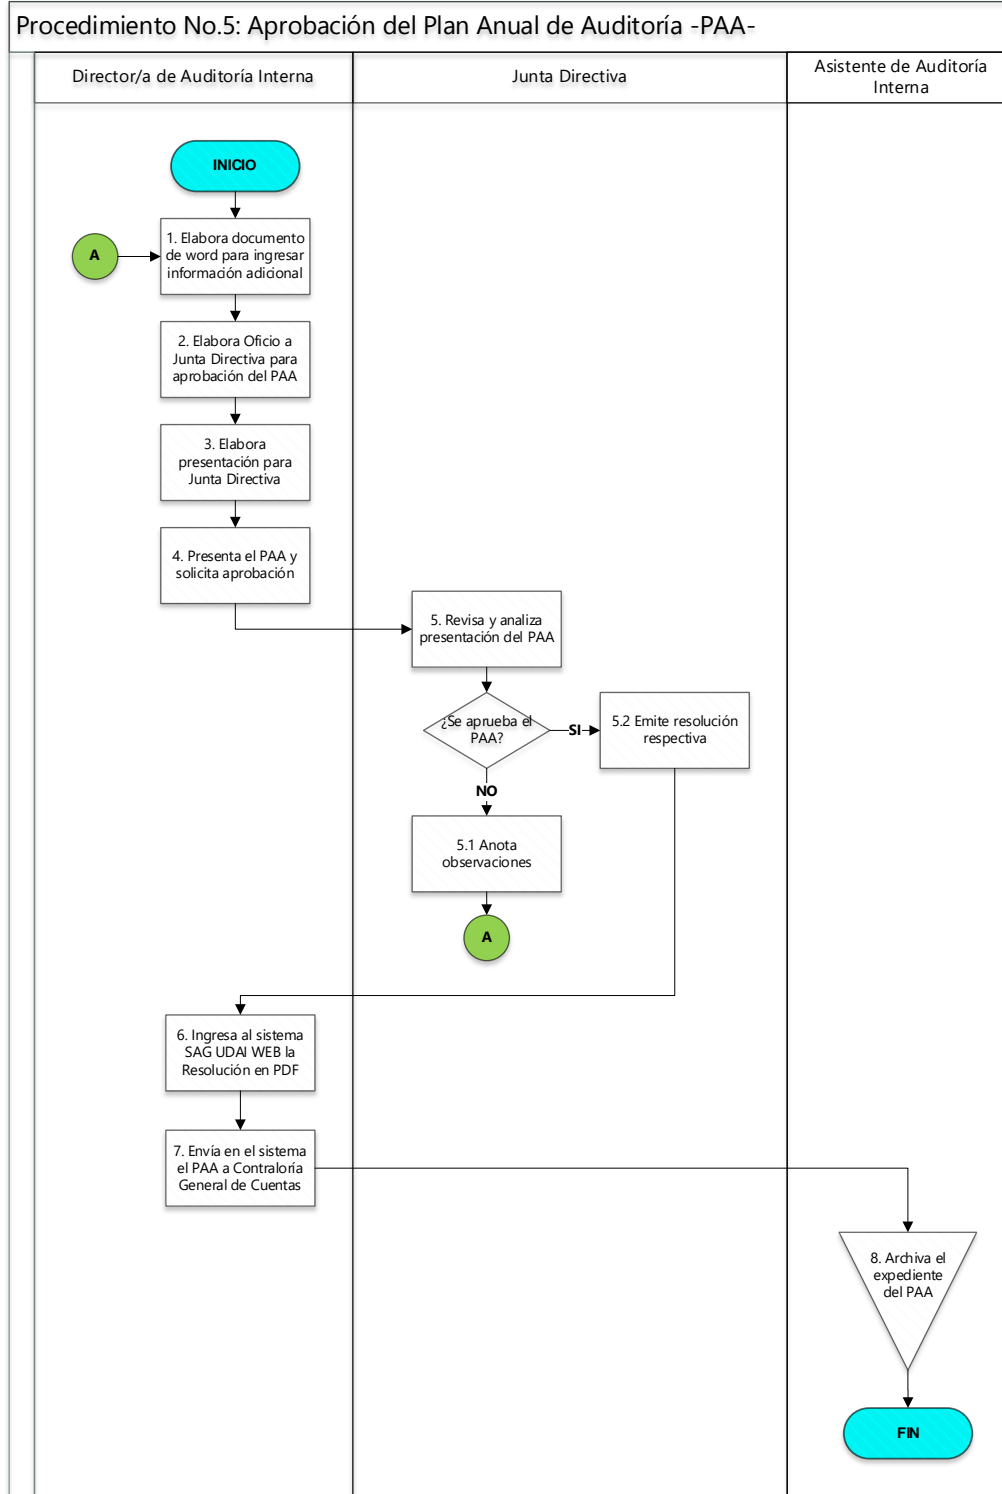 Procedimiento No.5: Aprobación del Plan Anual de Auditoría -PAA-
Director/a de Auditoría Interna
Junta Directiva
Asistente de Auditoría
Interna
INICIO
A
1. Elabora documento
de word para ingresar
información adicional
2. Elabora Oficio a
Junta Directiva para
aprobación del PAA
3. Elabora
presentación para
Junta Directiva
4. Presenta el PAA y
solicita aprobación
5. Revisa y analiza
presentación del PAA
¿Se aprueba el
PAA?
SI
5.2 Emite resolución
respectiva
NO
5.1 Anota
observaciones
A
6. Ingresa al sistema
SAG UDAI WEB la
Resolución en PDF
7. Envía en el sistema
el PAA a Contraloría
General de Cuentas
8. Archiva el
expediente
del PAA
FIN